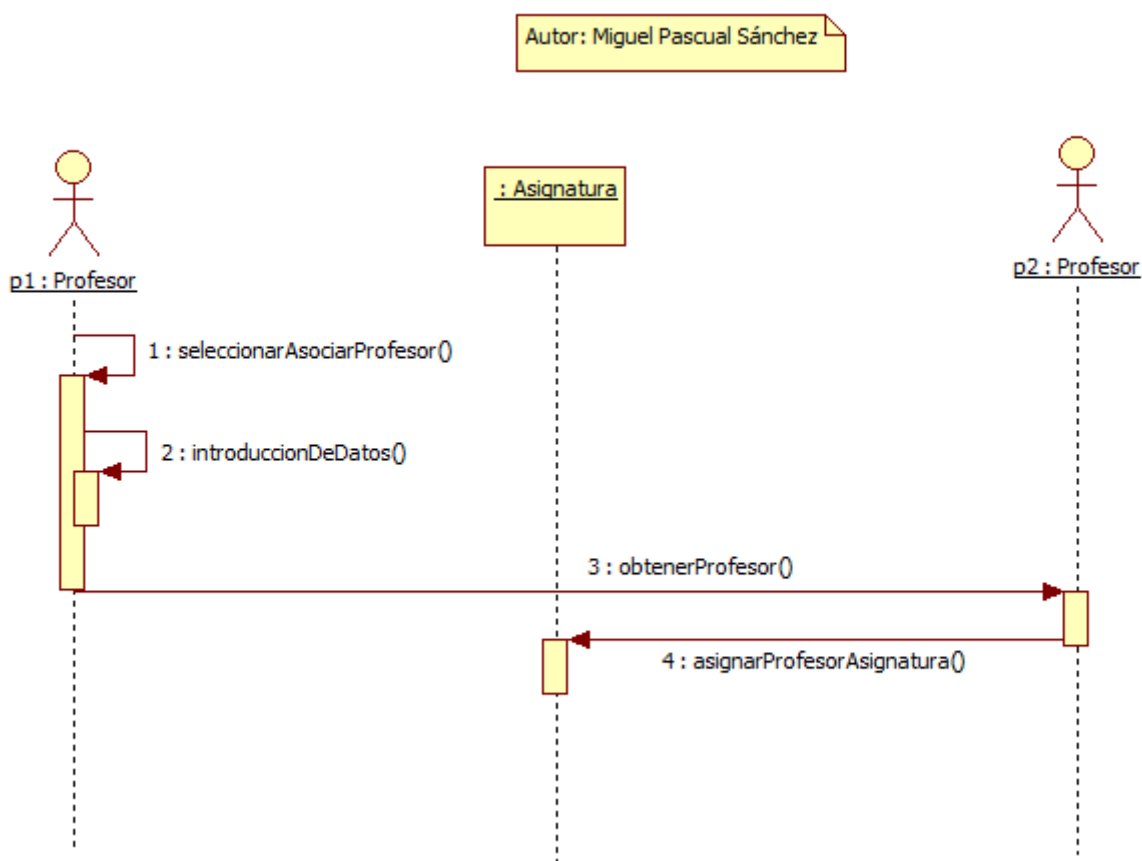 Autor: Miguel Pascual Sánchez
: Asignatura
p1 : Profesor
p2 : Profesor
1 : seleccionarAsociarProfesor()
2 : introduccionDeDatos()
3 : obtenerProfesor()
4 : asignarProfesorAsignatura()